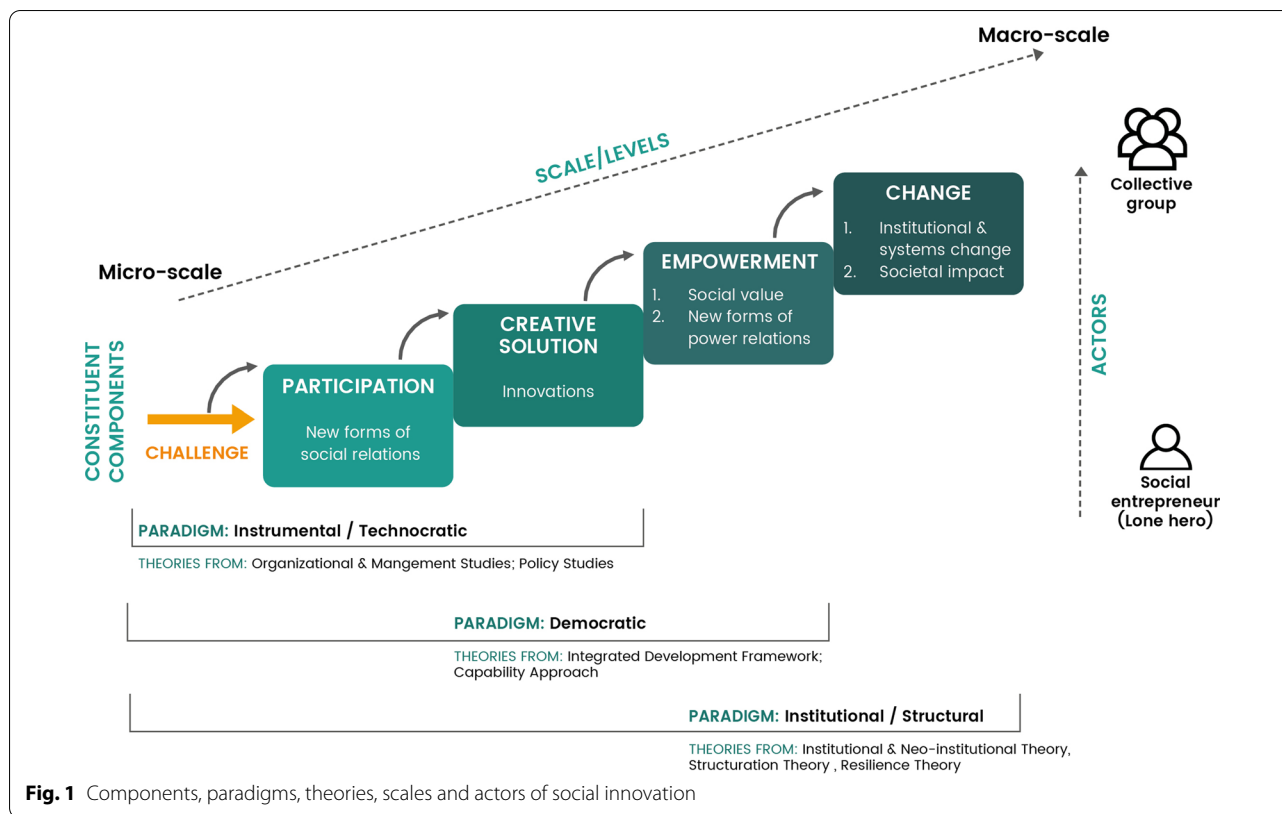 Macro-scale
SCALE/LEVELS
Micro-scale
Collective
group
CHANGE
1. Institutional &
systems change
2. Societal impact
EMPOWERMENT
1. Social value
2. New forms of
power relations
CREATIVE
SOLUTION
Innovations
PARTICIPATION
New forms of
social relations
CONSTITUENT
COMPONENTS
CHALLENGE
ACTORS
Social
entrepreneur
(Lone hero)
PARADIGM: Instrumental / Technocratic
THEORIES FROM: Organizational & Mangement Studies; Policy Studies
PARADIGM: Democratic
THEORIES FROM: Integrated Development Framework;
Capability Approach
PARADIGM: Institutional / Structural
THEORIES FROM: Institutional & Neo-institutional Theory,
Structuration Theory , Resilience Theory
Fig. 1 Components, paradigms, theories, scales and actors of social innovation